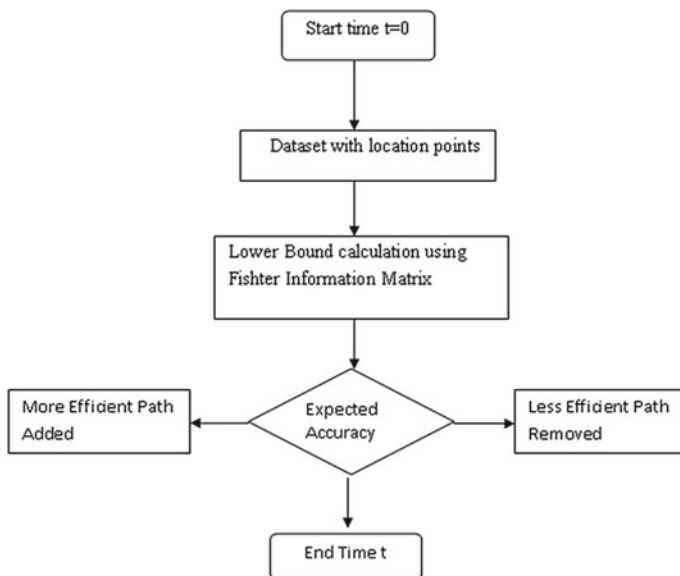 Start time t=0
Dataset with location points
Lower Bound calculation using
Fishter Information Matrix
More Efficient Path
Added
Expected
Accuracy
Less Efficient Path
Removed
End Time t